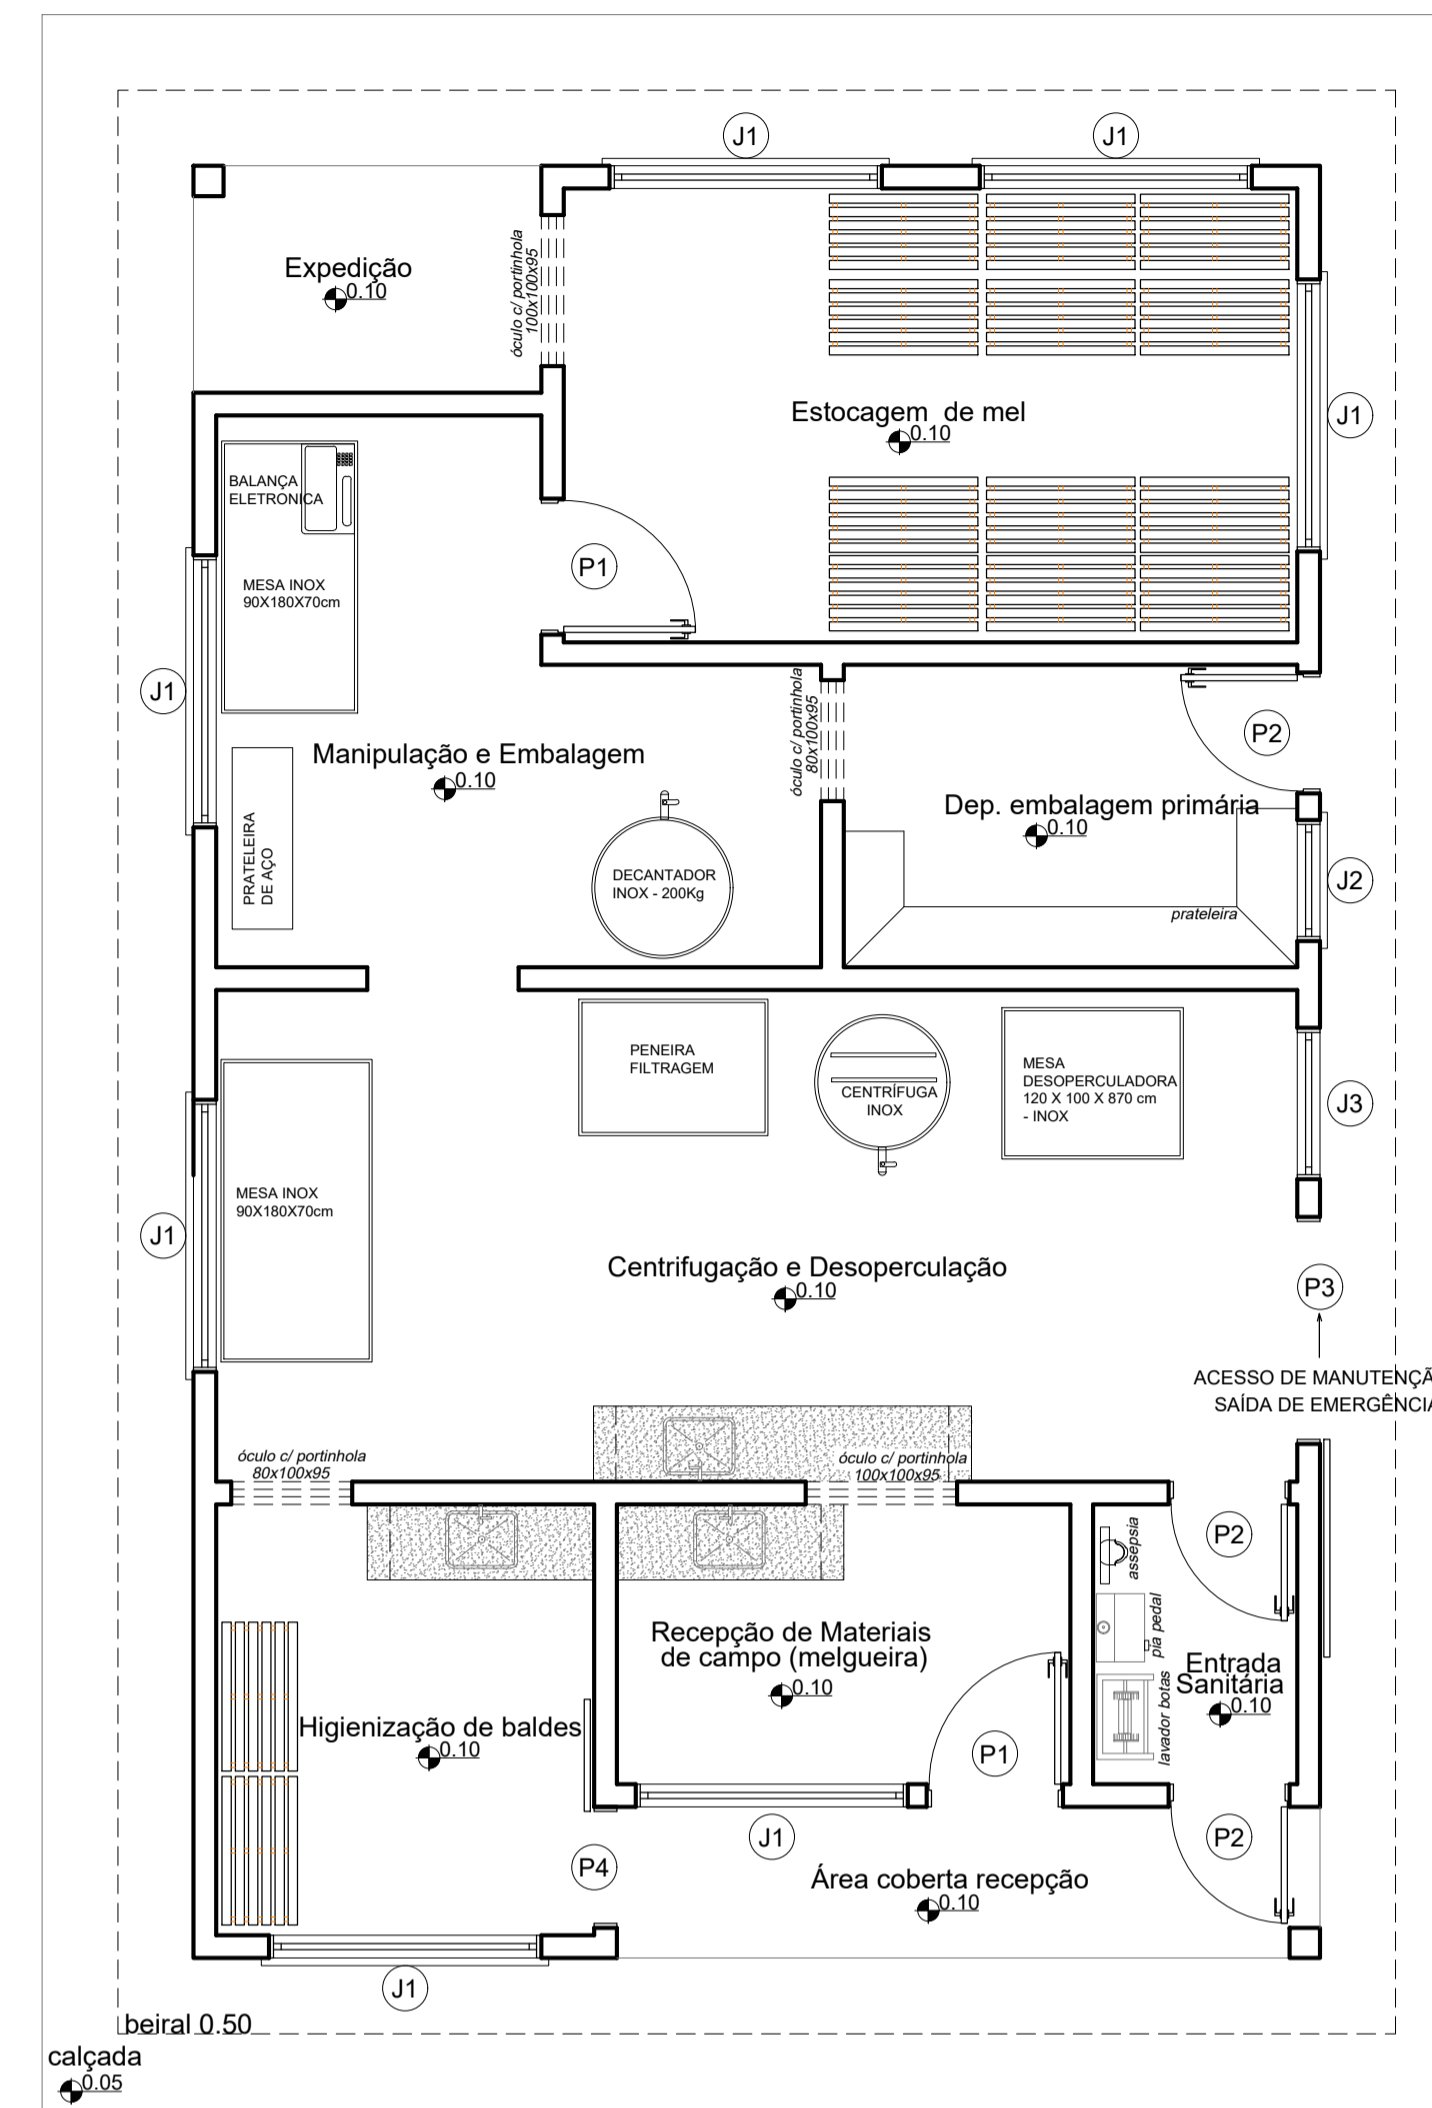 J1
J1
Expedição
0.10
óculo c/ portinhola
100x100x95
Estocagem de mel
0.10
J1
BALANÇA
ELETRONICA
MESA INOX
90X180X70cm
P1
J1
óculo c/ portinhola
80x100x95
P2
Manipulação e Embalagem
0.10
Dep. embalagem primária
0.10
PRATELEIRA
DE AÇO
DECANTADOR
INOX - 200Kg
J2
prateleira
PENEIRA
FILTRAGEM
CENTRÍFUGA
INOX
MESA
DESOPERCULADORA
120 X 100 X 870 cm
- INOX
J3
MESA INOX
90X180X70cm
J1
Centrifugação e Desoperculação
0.10
P3
ACESSO DE MANUTENÇÃ
SAÍDA DE EMERGÊNCIA
óculo c/ portinhola
80x100x95
óculo c/ portinhola
100x100x95
assepsia
P2
pia pedal
Recepção de Materiais
de campo (melgueira)
0.10
Entrada
Sanitária
0.10
lavador botas
Higienização de baldes
0.10
P1
J1
P2
P4
Área coberta recepção
0.10
J1
beiral 0.50
calçada
0.05